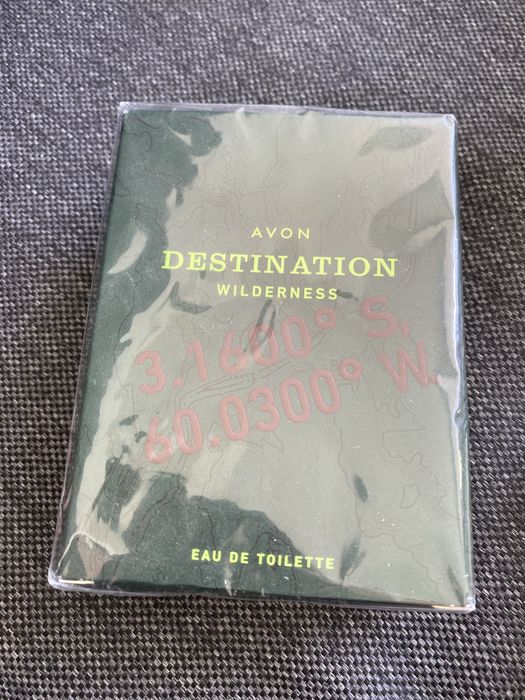 AVON
DESTINATION
WILDERNESS
3.1600° S,
60.0300° W.
EAU DE TOILETTE